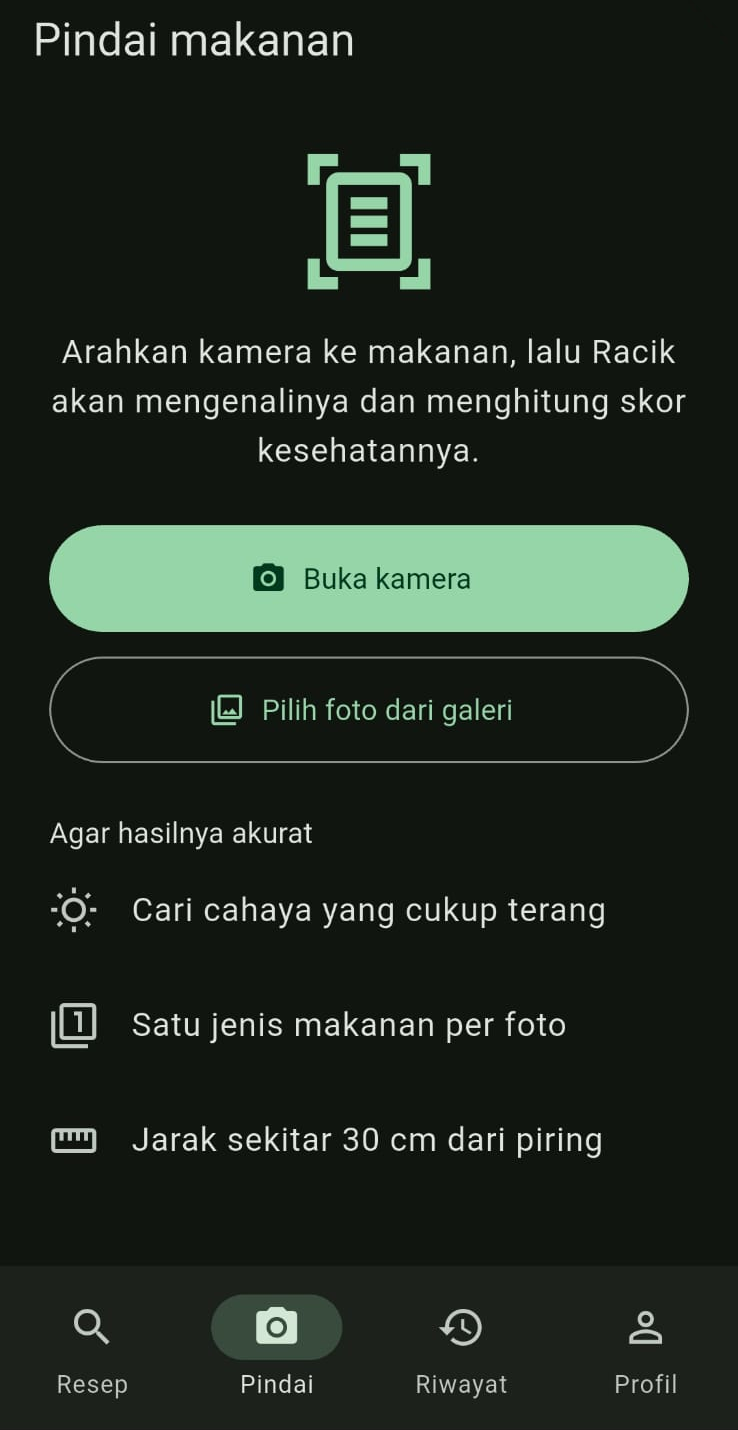 Pindai makanan
Arahkan kamera ke makanan, lalu Racik
akan mengenalinya dan menghitung skor
kesehatannya.
Buka kamera
Pilih foto dari galeri
Agar hasilnya akurat
Cari cahaya yang cukup terang
1
Satu jenis makanan per foto
Jarak sekitar 30 cm dari piring
Resep
Pindai
Riwayat
Profil